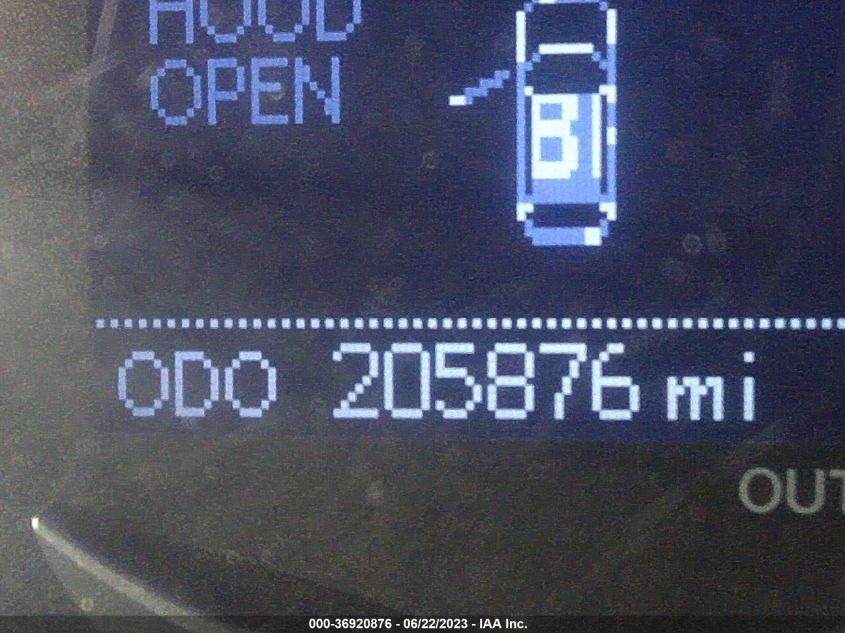 HOOD
OPEN
ODO 205876 mi
OUT
000-36920876 - 06/22/2023 - IAA Inc.